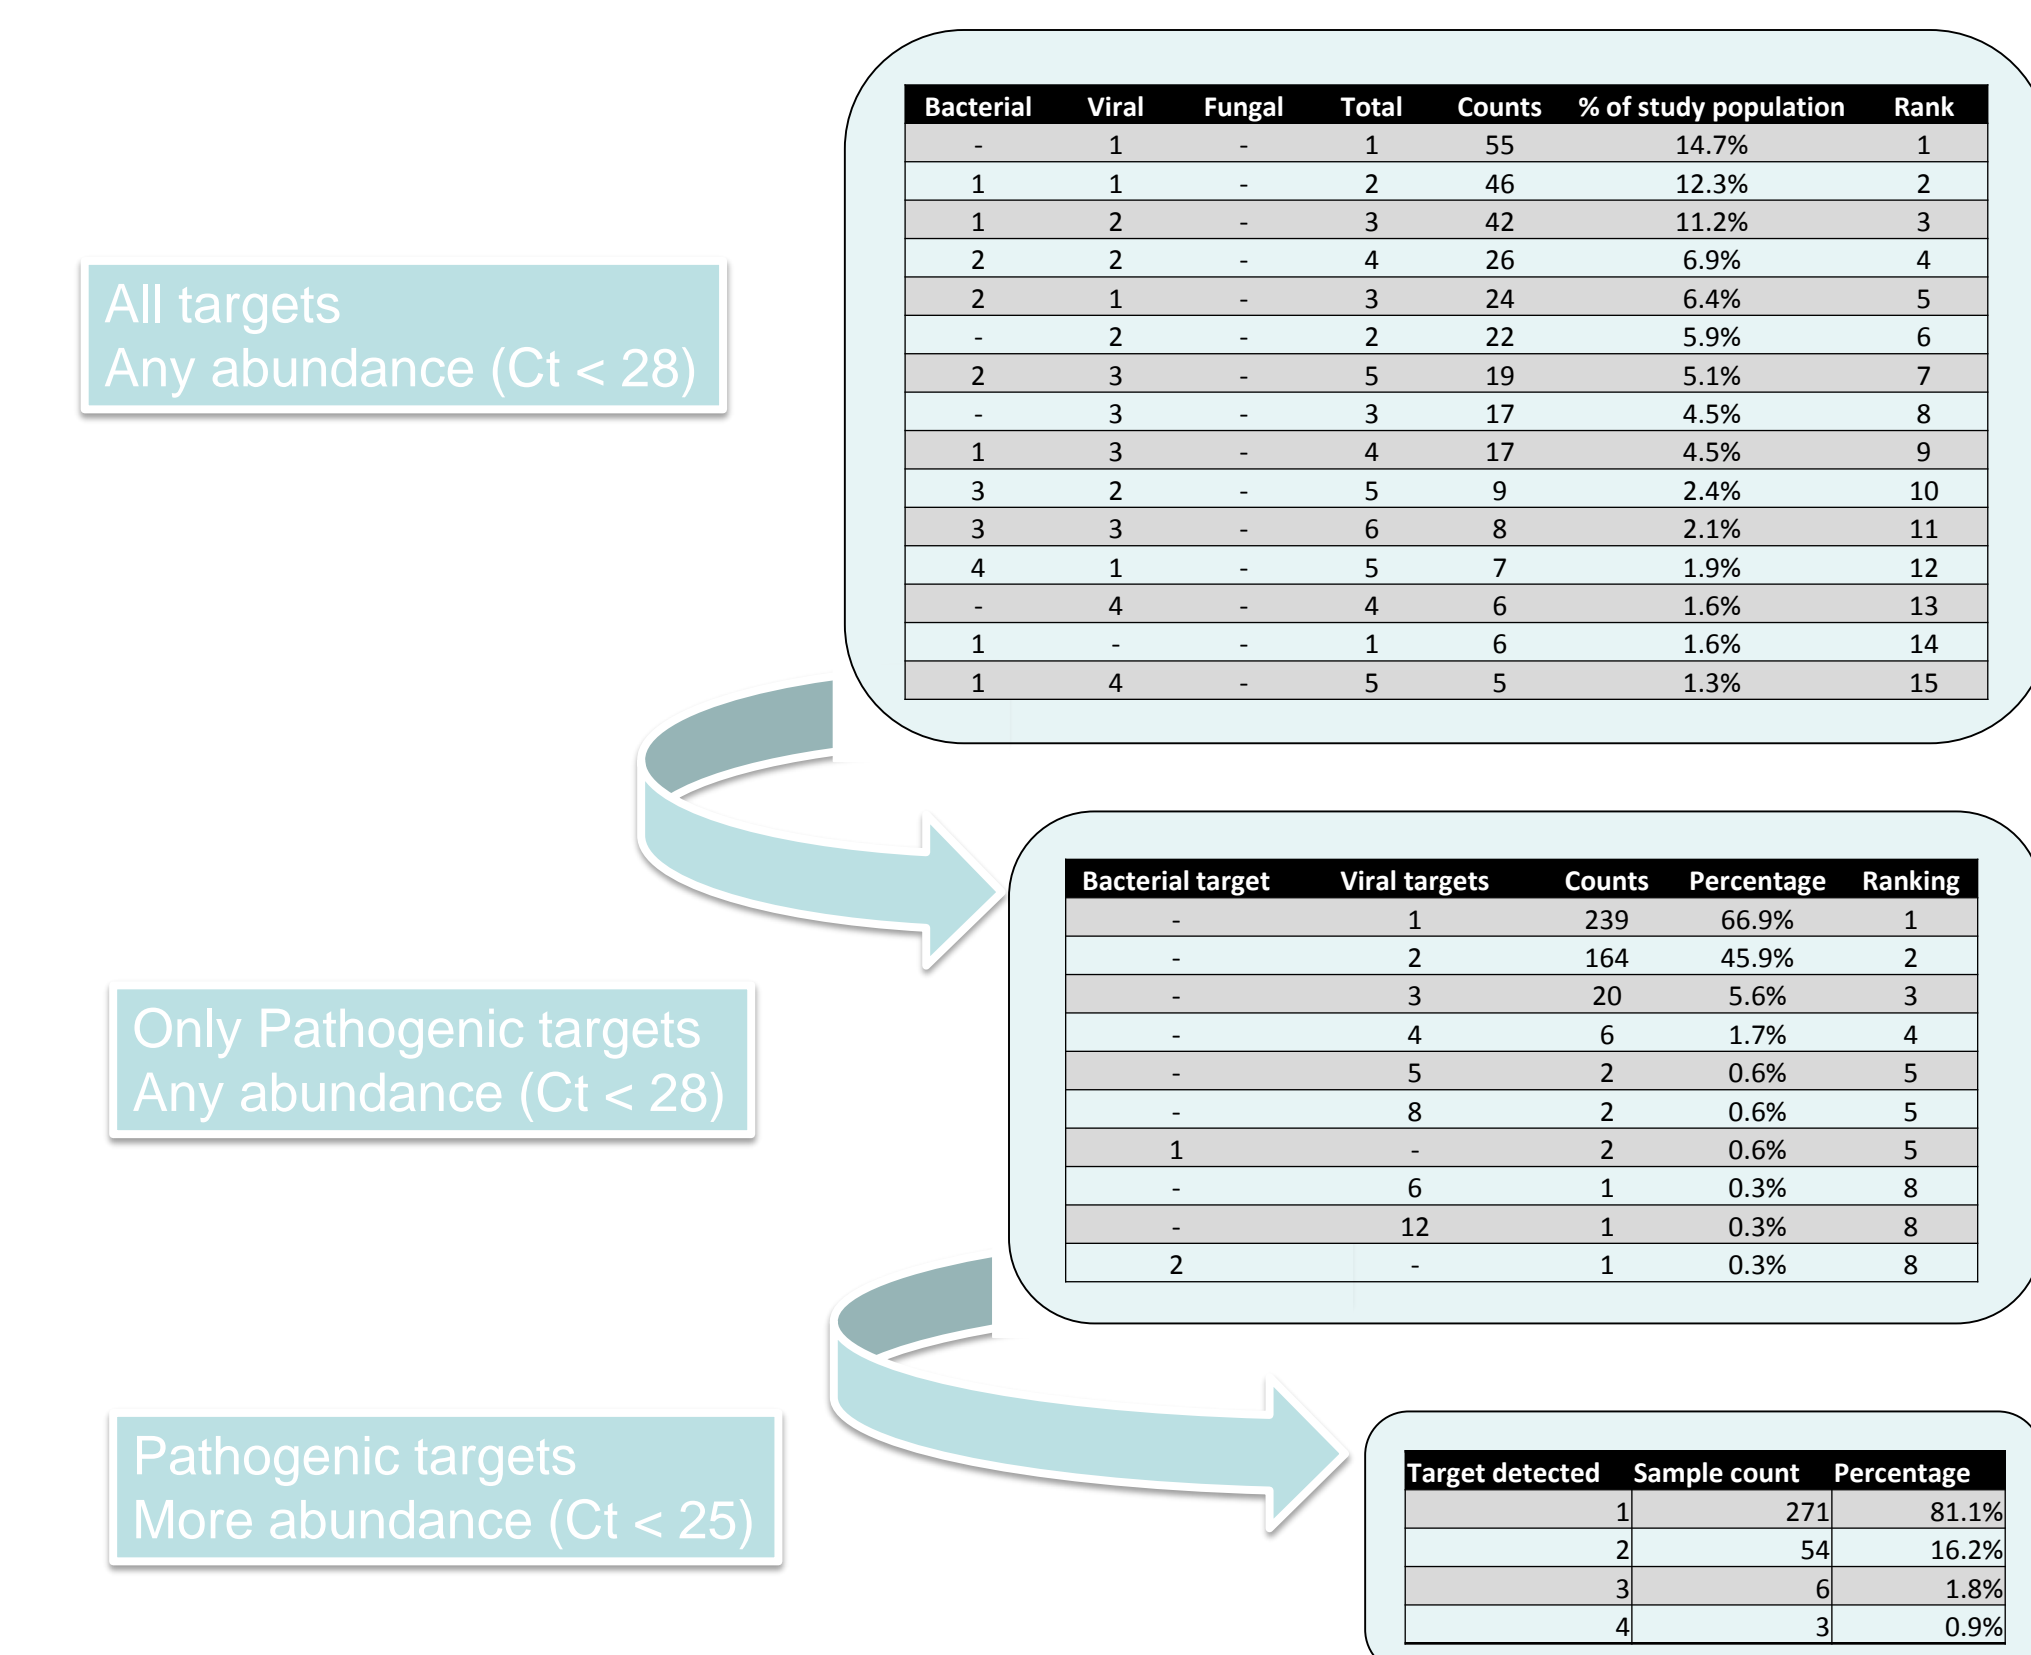 Bacterial Viral Fungal Total Counts % of study population Rank
- 1 - 1 55 14.7% 1
1 1 - 2 46 12.3% 2
1 2 - 3 42 11.2% 3
2 2 - 4 26 6.9% 4
2 1 - 3 24 6.4% 5
- 2 - 2 22 5.9% 6
2 3 - 5 19 5.1% 7
- 3 - 3 17 4.5% 8
1 3 - 4 17 4.5% 9
3 2 - 5 9 2.4% 10
3 3 - 6 8 2.1% 11
4 1 - 5 7 1.9% 12
- 4 - 4 6 1.6% 13
1 - - 1 6 1.6% 14
1 4 - 5 5 1.3% 15
All targets
Any abundance (Ct < 28)
Bacterial target Viral targets Counts Percentage Ranking
- 1 239 66.9% 1
- 2 164 45.9% 2
- 3 20 5.6% 3
- 4 6 1.7% 4
- 5 2 0.6% 5
- 8 2 0.6% 5
1 - 2 0.6% 5
- 6 1 0.3% 8
- 12 1 0.3% 8
2 - 1 0.3% 8
Only Pathogenic targets
Any abundance (Ct < 28)
Pathogenic targets
More abundance (Ct < 25)
Target detected Sample count Percentage
1 271 81.1%
2 54 16.2%
3 6 1.8%
4 3 0.9%